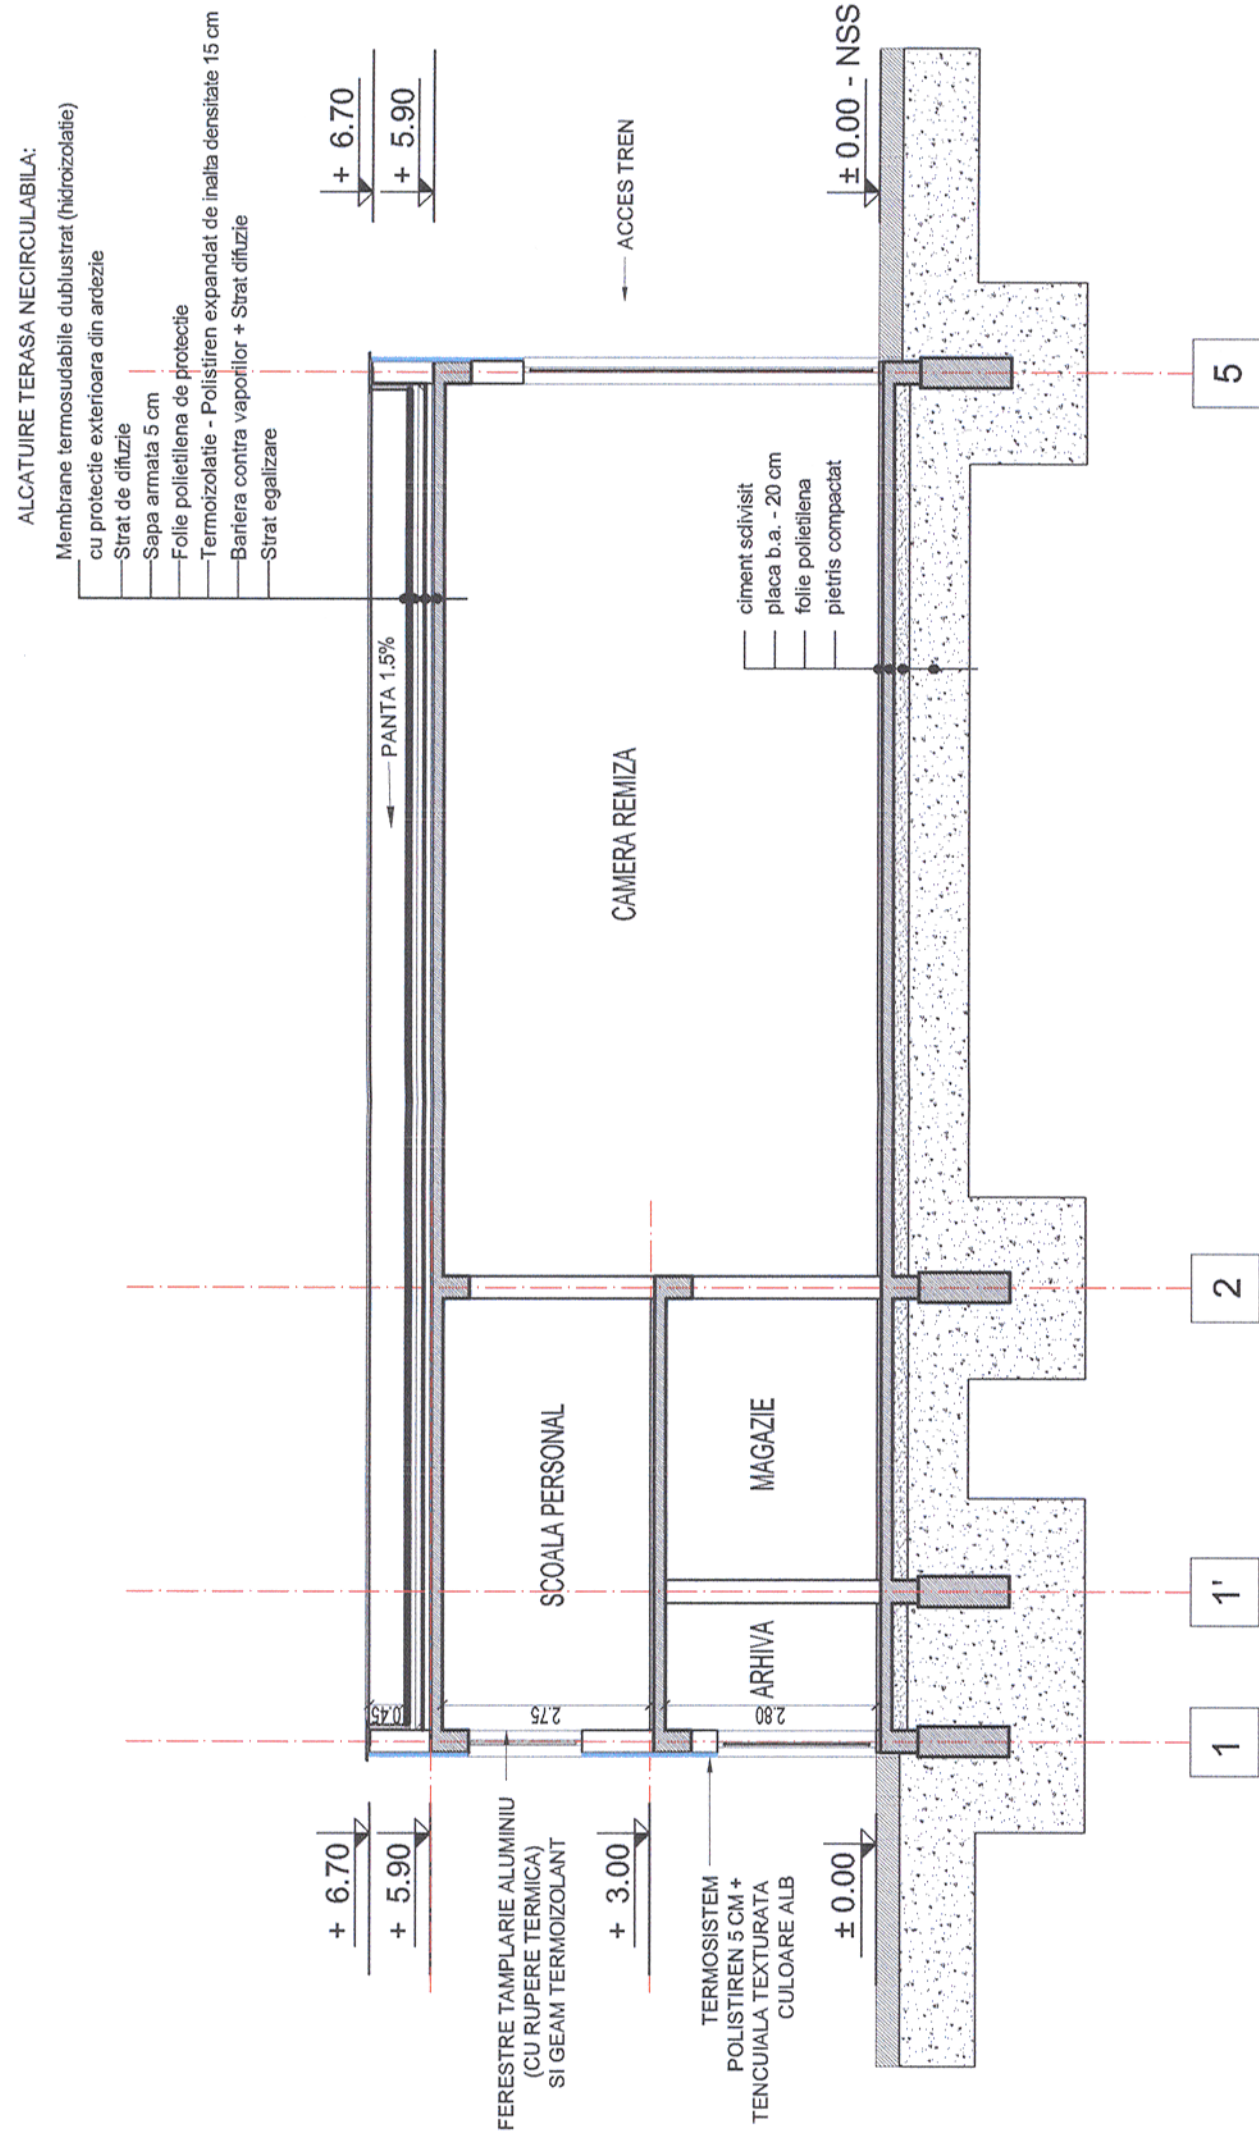 ALCATUIRE TERASA NECIRCULABILA:
Membrane termosudabile dublustrat (hidroizolatie)
cu protectie exterioara din ardezie
Strat de difuzie
Sapa armata 5 cm
Folie polietilena de protectie
Termoizolatie - Polistiren expandat de inalta densitate 15 cm
Bariera contra vaporilor + Strat difuzie
Strat egalizare
+ 6.70
+ 5.90
PANTA 1.5%
+ 6.70
+ 5.90
0.45
FERESTRE TAMPLARIE ALUMINIU
(CU RUPERE TERMICA)
SI GEAM TERMOIZOLANT
2.75
SCOALA PERSONAL
CAMERA REMIZA
ACCES TREN
+ 3.00
TERMOSISTEM
POLISTIREN 5 CM +
TENCUIALA TEXTURATA
CULOARE ALB
2.80
ARHIVA
MAGAZIE
ciment sclivisit
placa b.a. - 20 cm
folie polietilena
pietris compactat
± 0.00
± 0.00 - NSS
1
1'
2
5